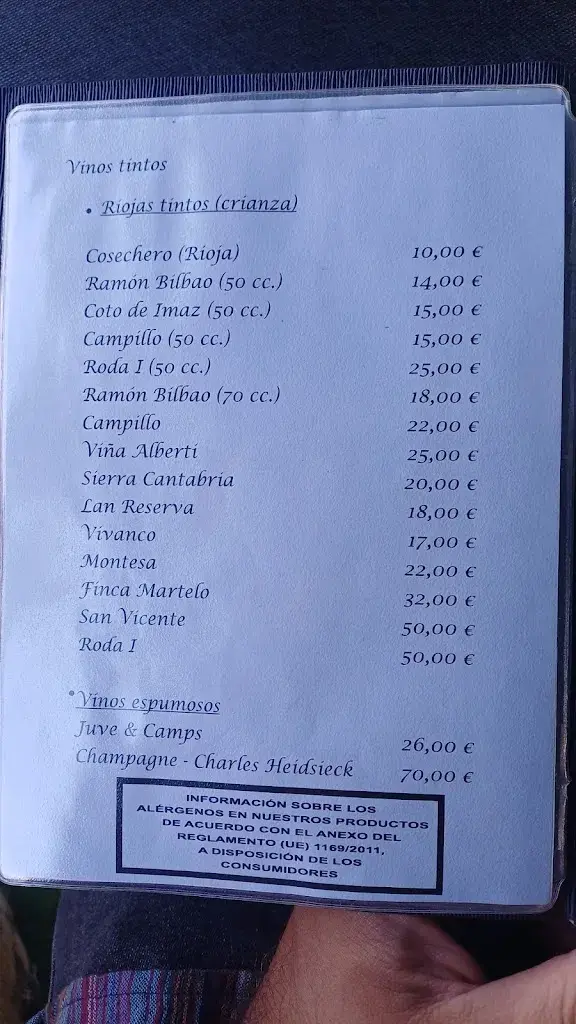 Vinos tintos
• Riojas tintos (crianza)
Cosechero (Rioja) 10,00 €
Ramón Bilbao (50 cc.) 14,00 €
Coto de Imaz (50 cc.) 15,00 €
Campillo (50 cc.) 15,00 €
Roda I (50 cc.) 25,00 €
Ramón Bilbao (70 cc.) 18,00 €
Campillo 22,00 €
Viña Alberti 25,00 €
Sierra Cantabria 20,00 €
Lan Reserva 18,00 €
Vivanco 17,00 €
Montesa 22,00 €
Finca Martelo 32,00 €
San Vicente 50,00 €
Roda I 50,00 €
• Vinos espumosos
Juve & Camps 26,00 €
Champagne - Charles Heidsieck 70,00 €
INFORMACIÓN SOBRE LOS
ALÉRGENOS EN NUESTROS PRODUCTOS
DE ACUERDO CON EL ANEXO DEL
REGLAMENTO (UE) 1169/2011,
A DISPOSICIÓN DE LOS
CONSUMIDORES